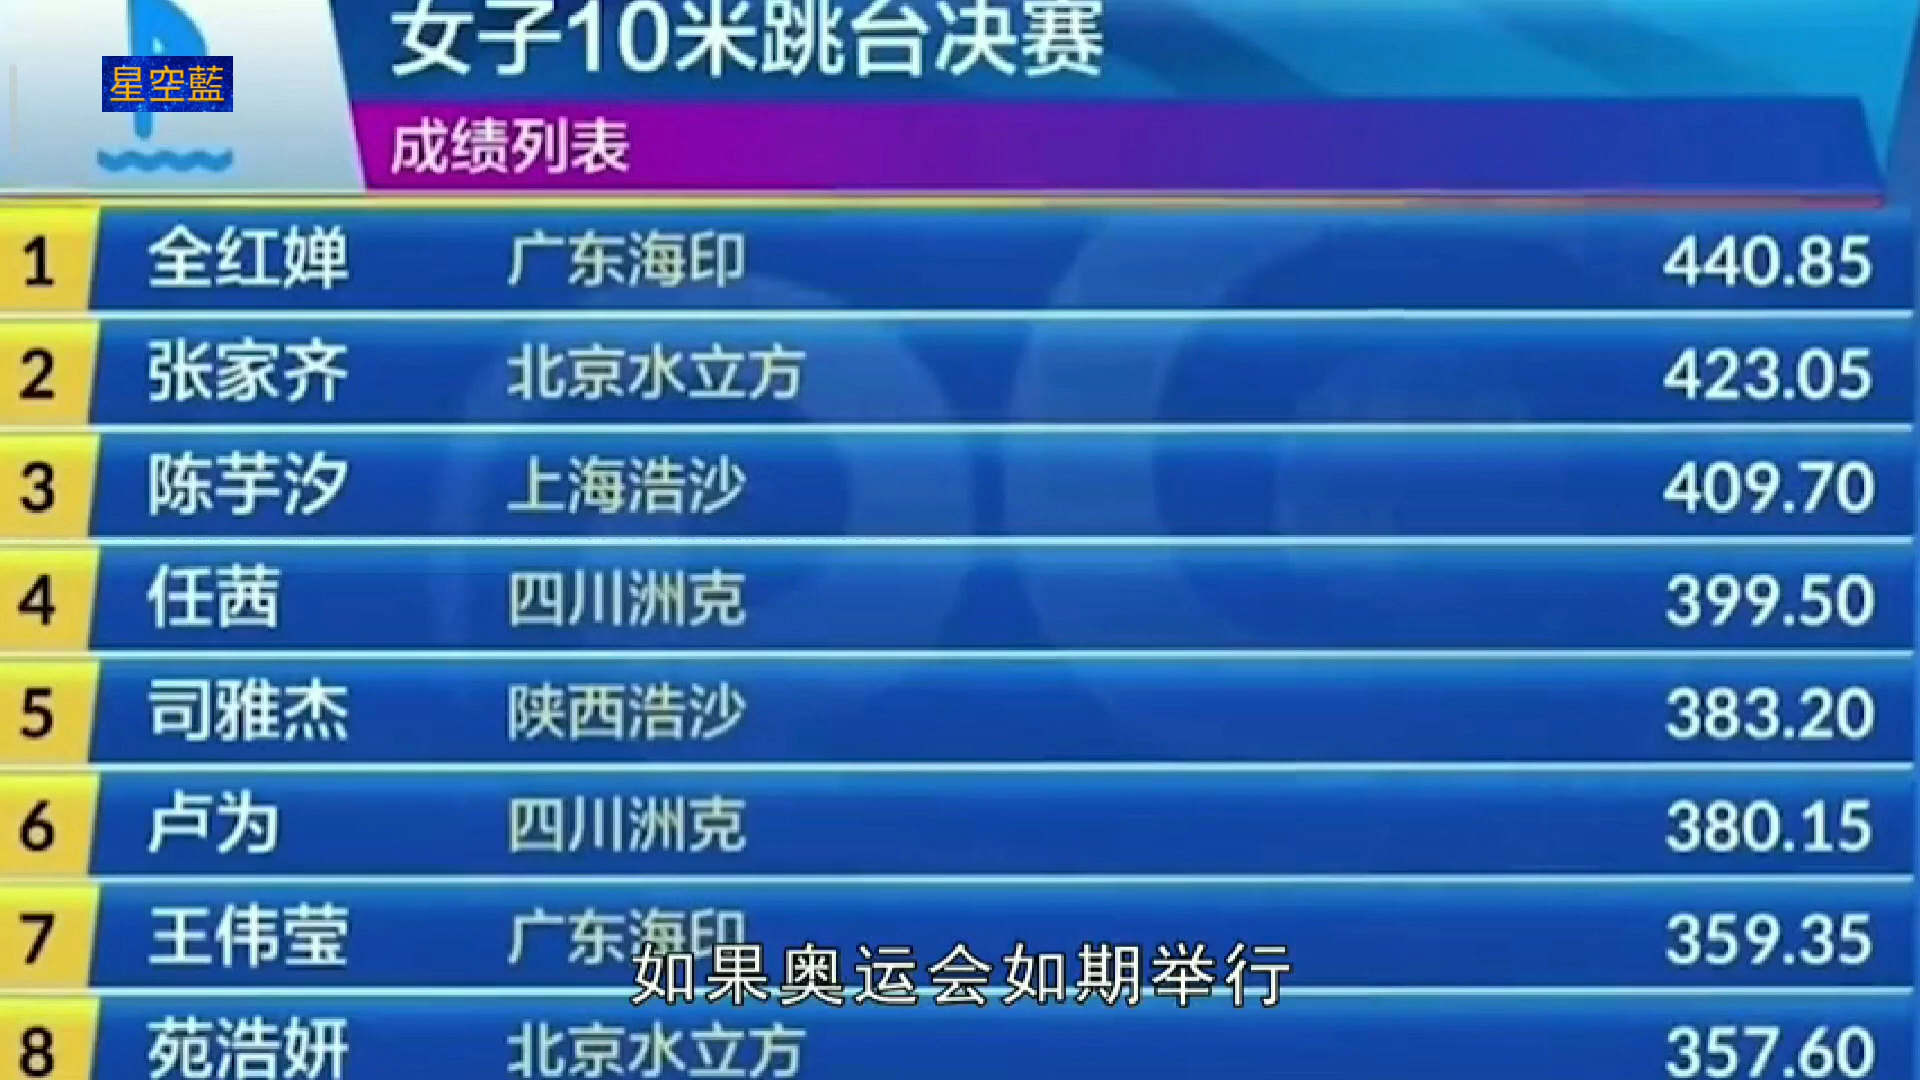 女子10米跳台决赛
星空藍
成绩列表
1 全红婵 广东海印 440.85
2 张家齐 北京水立方 423.05
3 陈芋汐 上海浩沙 409.70
4 任茜 四川洲克 399.50
5 司雅杰 陕西浩沙 383.20
6 卢为 四川洲克 380.15
7 王伟莹 广东海印 359.35
如果奥运会如期举行
8 苑浩妍 北京水立方 357.60